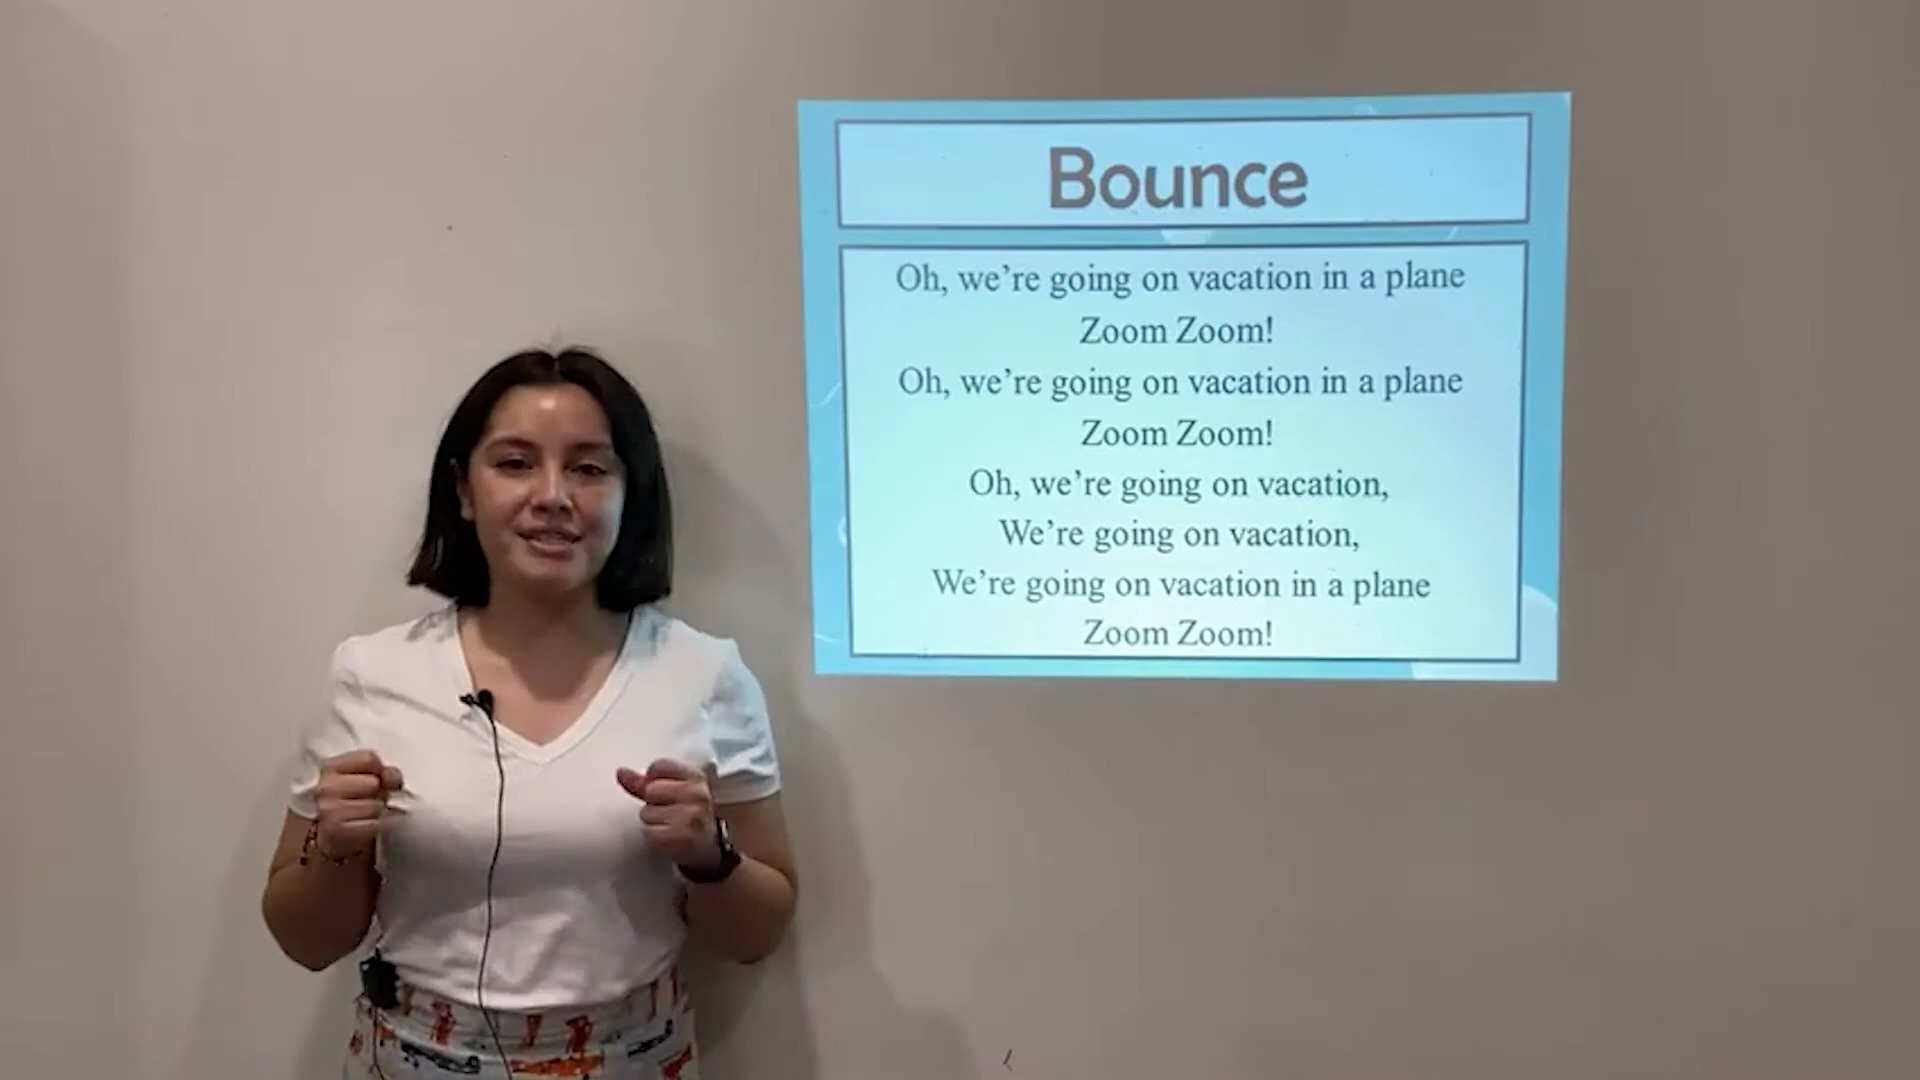 Bounce
Oh, we’re going on vacation in a plane
Zoom Zoom!
Oh, we’re going on vacation in a plane
Zoom Zoom!
Oh, we’re going on vacation,
We’re going on vacation,
We’re going on vacation in a plane
Zoom Zoom!